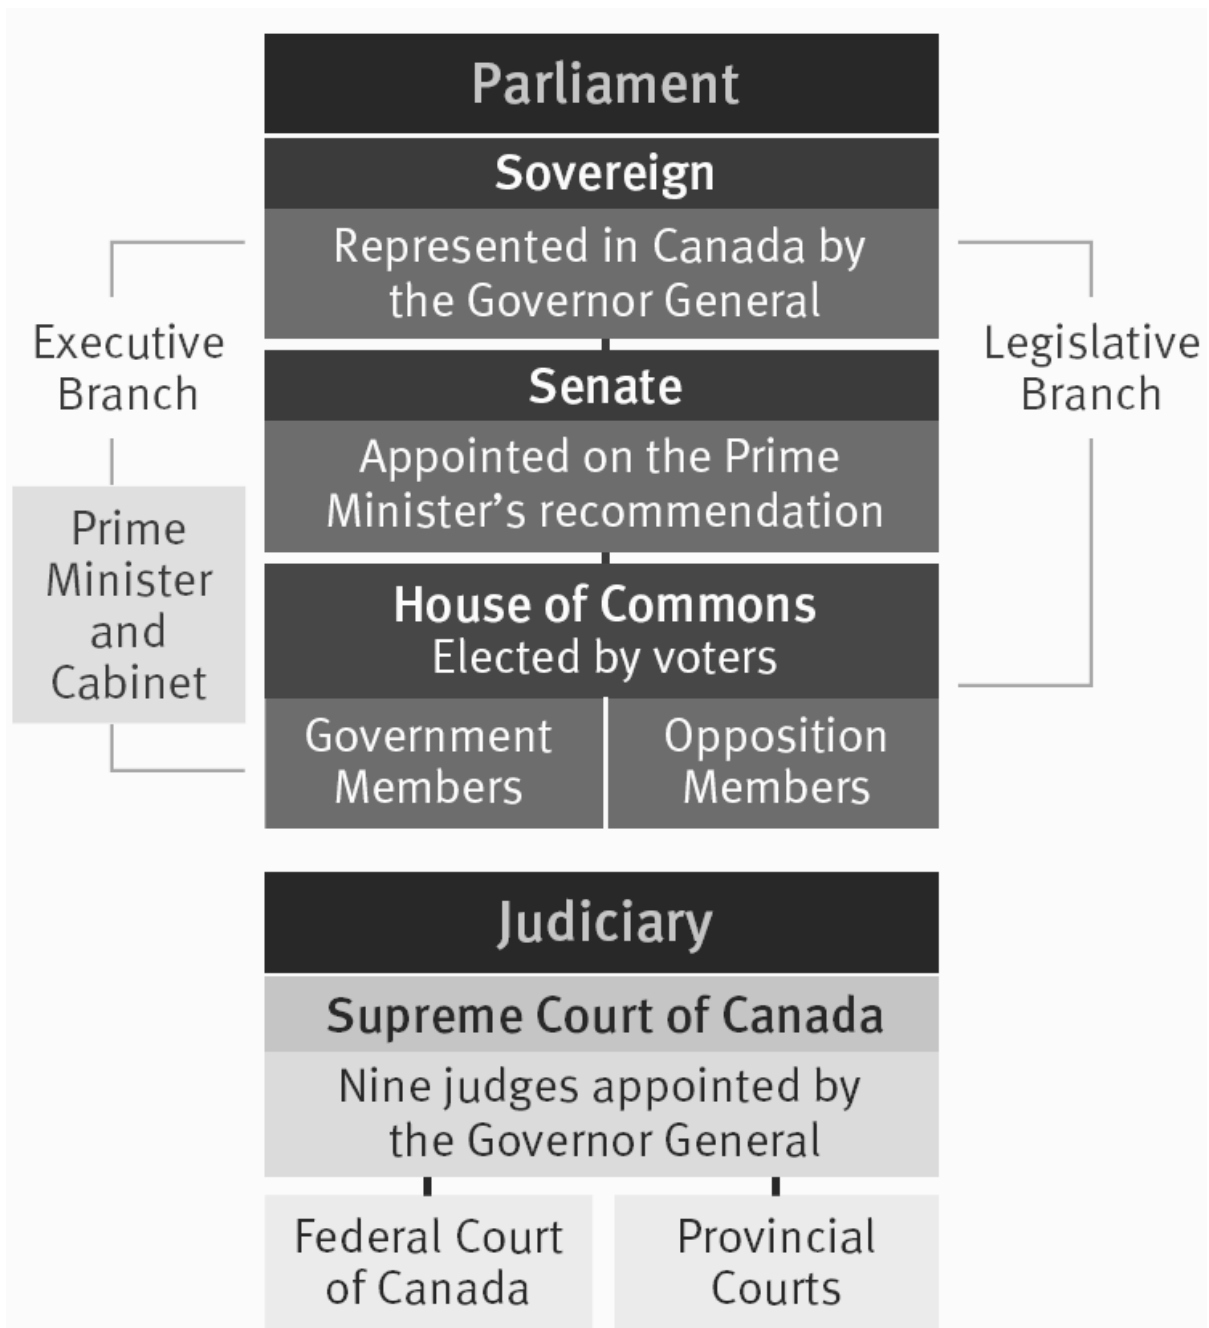 Parliament
Sovereign
Represented in Canada by
the Governor General
Executive
Branch
Legislative
Branch
Senate
Appointed on the Prime
Minister’s recommendation
Prime
Minister
and
Cabinet
House of Commons
Elected by voters
Government
Members
Opposition
Members
Judiciary
Supreme Court of Canada
Nine judges appointed by
the Governor General
Federal Court
of Canada
Provincial
Courts